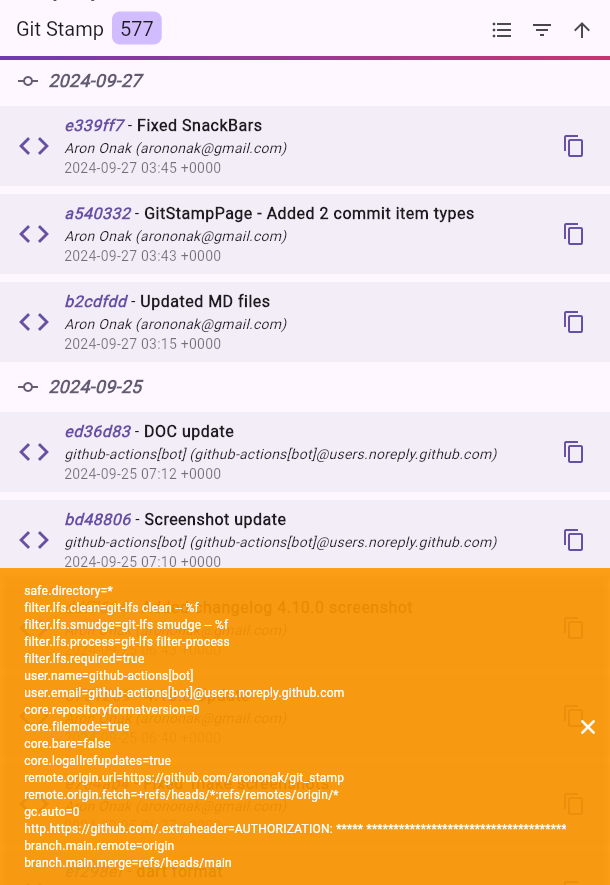 Git Stamp 577
2024-09-27
e339ff7 - Fixed SnackBars
Aron Onak (arononak@gmail.com)
2024-09-27 03:45 +0000
a540332 - GitStampPage - Added 2 commit item types
Aron Onak (arononak@gmail.com)
2024-09-27 03:43 +0000
b2cdfdd - Updated MD files
Aron Onak (arononak@gmail.com)
2024-09-27 03:15 +0000
2024-09-25
ed36d83 - DOC update
github-actions[bot] (github-actions[bot]@users.noreply.github.com)
2024-09-25 07:12 +0000
bd48806 - Screenshot update
github-actions[bot] (github-actions[bot]@users.noreply.github.com)
2024-09-25 07:10 +0000
safe.directory=*
changelog 4.10.0 screenshot
filter.lfs.clean=git-lfs clean -- %f
filter.lfs.smudge=git-lfs smudge -- %f
filter.lfs.process=git-lfs filter-process
filter.lfs.required=true
user.name=github-actions[bot]
user.email=github-actions[bot]@users.noreply.github.com
core.repositoryformatversion=0
core.filemode=true
core.bare=false
core.logallrefupdates=true
remote.origin.url=https://github.com/arononak/git_stamp
remote.origin.fetch=+refs/heads/*:refs/remotes/origin/*
gc.auto=0
http.https://github.com/.extraheader=AUTHORIZATION: ***** ************************************
branch.main.remote=origin
branch.main.merge=refs/heads/main
dart format